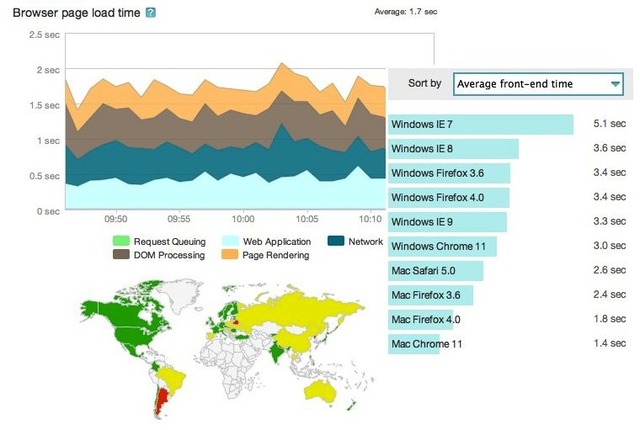 Browser page load time ?
Average: 1.7 sec
2.5 sec
2 sec
1.5 sec
1 sec
0.5 sec
0 sec
09:50 09:55 10:00 10:05 10:10
Request Queuing Web Application Network
DOM Processing Page Rendering
Sort by Average front-end time
Windows IE 7 5.1 sec
Windows IE 8 3.6 sec
Windows Firefox 3.6 3.4 sec
Windows Firefox 4.0 3.4 sec
Windows IE 9 3.3 sec
Windows Chrome 11 3.0 sec
Mac Safari 5.0 2.6 sec
Mac Firefox 3.6 2.4 sec
Mac Firefox 4.0 1.8 sec
Mac Chrome 11 1.4 sec